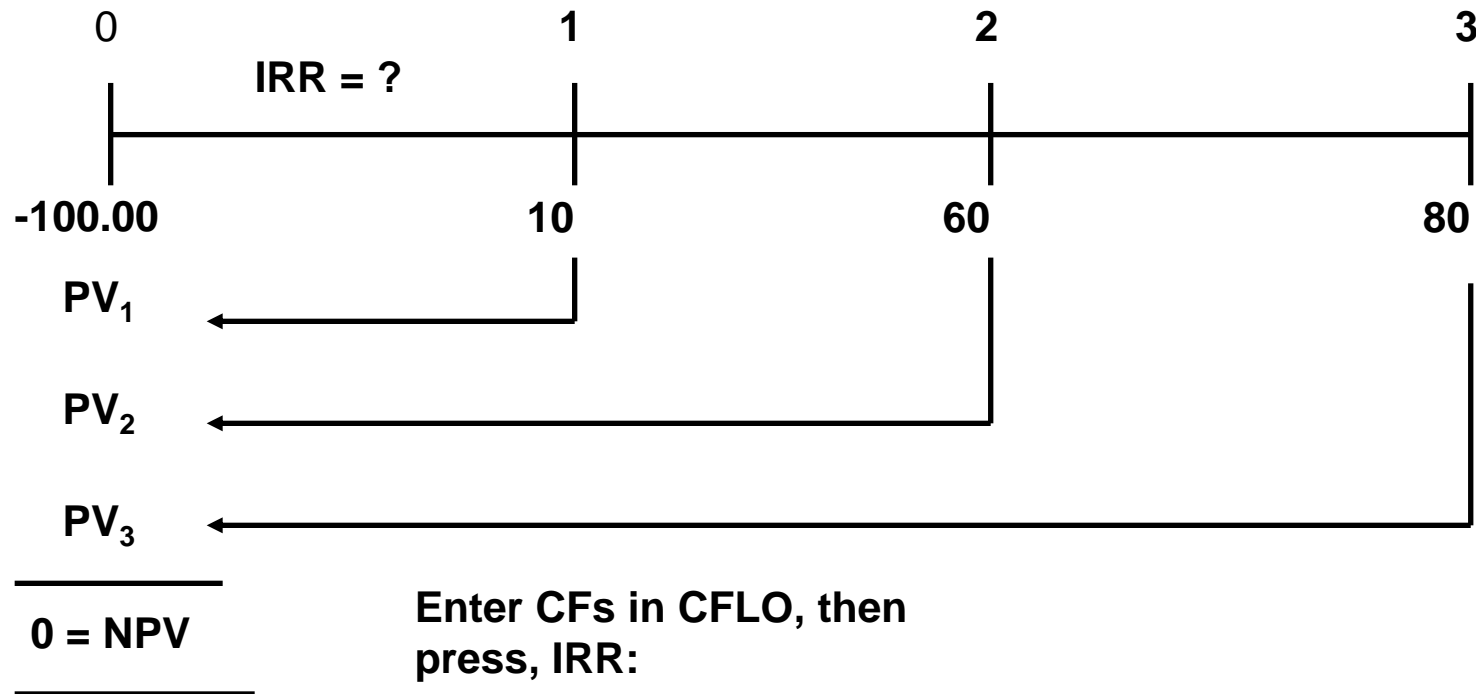 0 1 2 3
IRR = ?
-100.00 10 60 80
PV₁
PV₂
PV₃
0 = NPV
Enter CFs in CFLO, then
press, IRR: